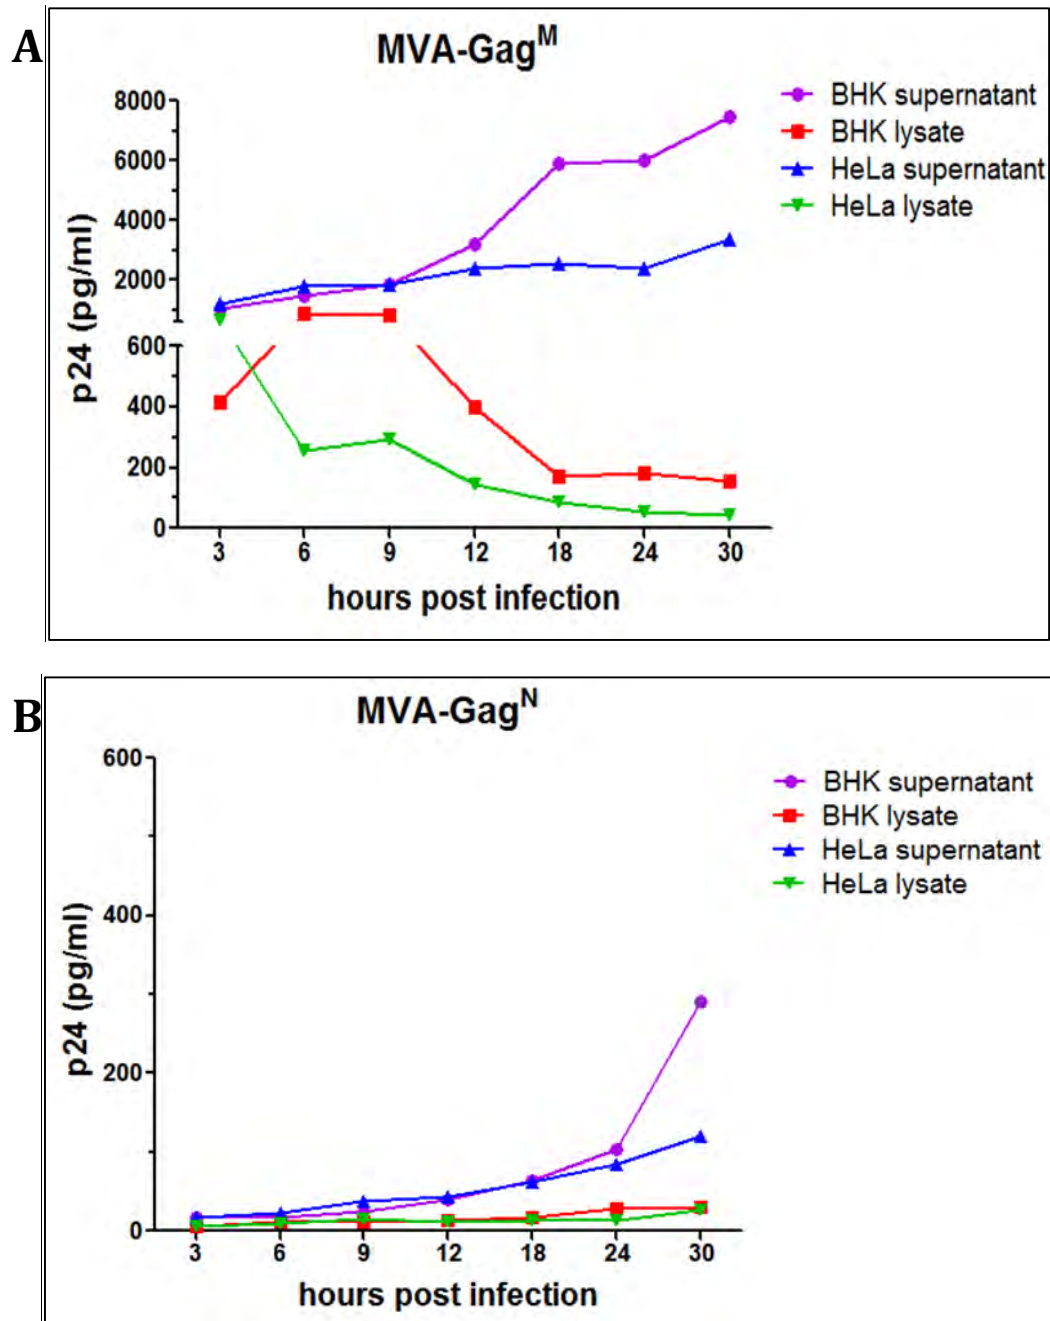 A
MVA-Gag^M
BHK supernatant
BHK lysate
HeLa supernatant
HeLa lysate
p24 (pg/ml)
8000
6000
4000
2000
600
400
200
0
3 6 9 12 18 24 30
hours post infection
B
MVA-Gag^N
BHK supernatant
BHK lysate
HeLa supernatant
HeLa lysate
p24 (pg/ml)
600
400
200
0
3 6 9 12 18 24 30
hours post infection